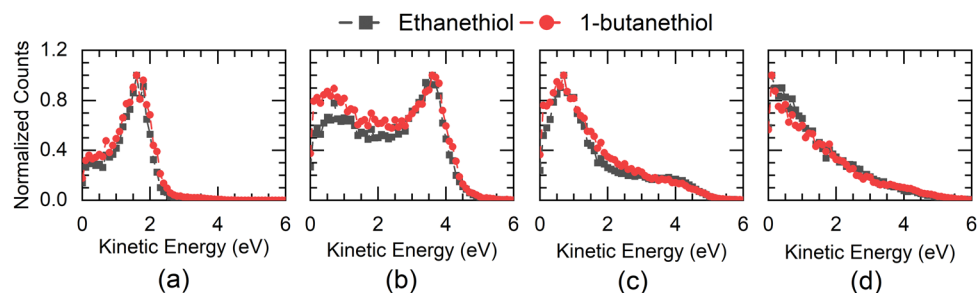 Ethanethiol 1-butanethiol
Normalized Counts
1.2
0.8
0.4
0.0
0 2 4 6 0 2 4 6 0 2 4 6 0 2 4 6
Kinetic Energy (eV) Kinetic Energy (eV) Kinetic Energy (eV) Kinetic Energy (eV)
(a) (b) (c) (d)